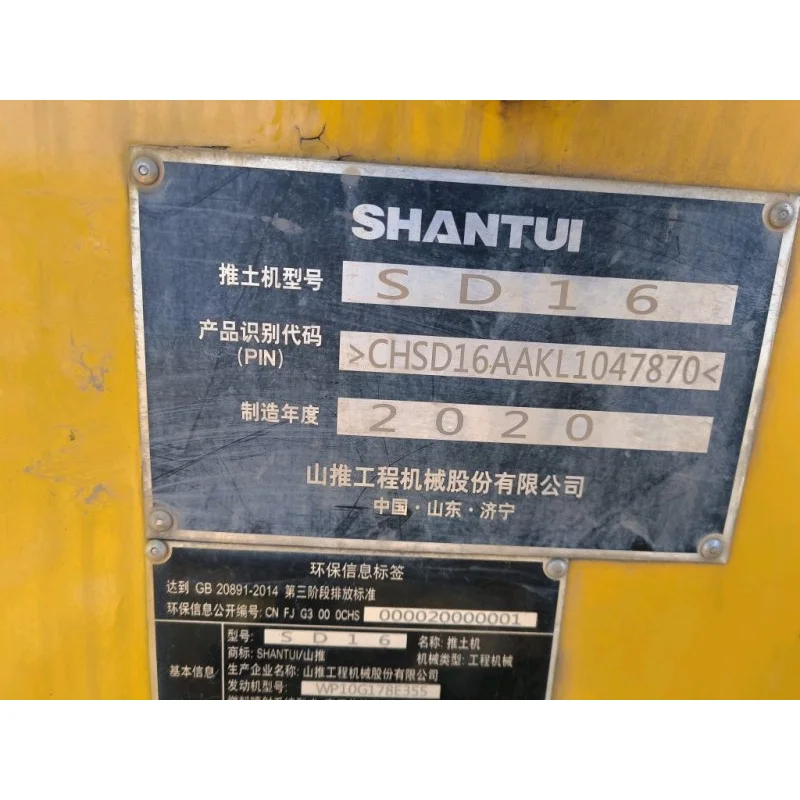 SHANTUI
推土机型号 SD16
产品识别代码 (PIN) >CHSD16AAKL1047870<
制造年度 2020
山推工程机械股份有限公司
中国·山东·济宁
环保信息标签
达到 GB 20891-2014 第三阶段排放标准
环保信息公开编号: CN FJ G3 00 0CHS 000020000001
型号: SD16 名称: 推土机
商标: SHANTUI/山推 机械类型: 工程机械
基本信息 生产企业名称: 山推工程机械股份有限公司
发动机型号: WP10G178E355